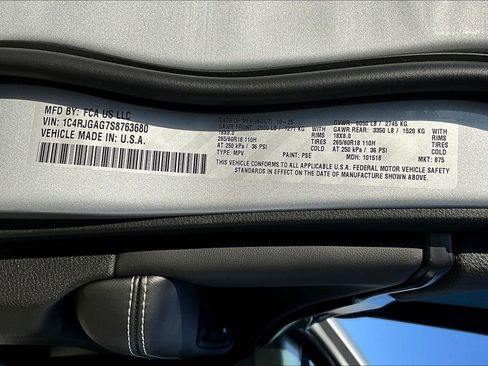 MFD BY: FCA US LLC
VIN: 1C4RJGAG7S8763680
VEHICLE MADE IN: U.S.A.
DATE OF MFR (BUILT) 10-25
GAWR FRONT: 2800 LB / 1271 KG
18X8.0
265/60R18 110H
AT 250 kPa / 36 PSI
TYPE: MPV
PAINT: PSE
RIMS
TIRES
COLD
GVWR: 6050 LB / 2745 KG
GAWR REAR: 3350 LB / 1520 KG
18X8.0
265/60R18 110H
AT 250 kPa / 36 PSI
MDH: 101518
RIMS
TIRES
COLD
MKT: 875
THIS VEHICLE CONFORMS TO ALL APPLICABLE U.S.A. FEDERAL MOTOR VEHICLE SAFETY
STANDARDS IN EFFECT ON THE DATE OF MANUFACTURE SHOWN ABOVE.